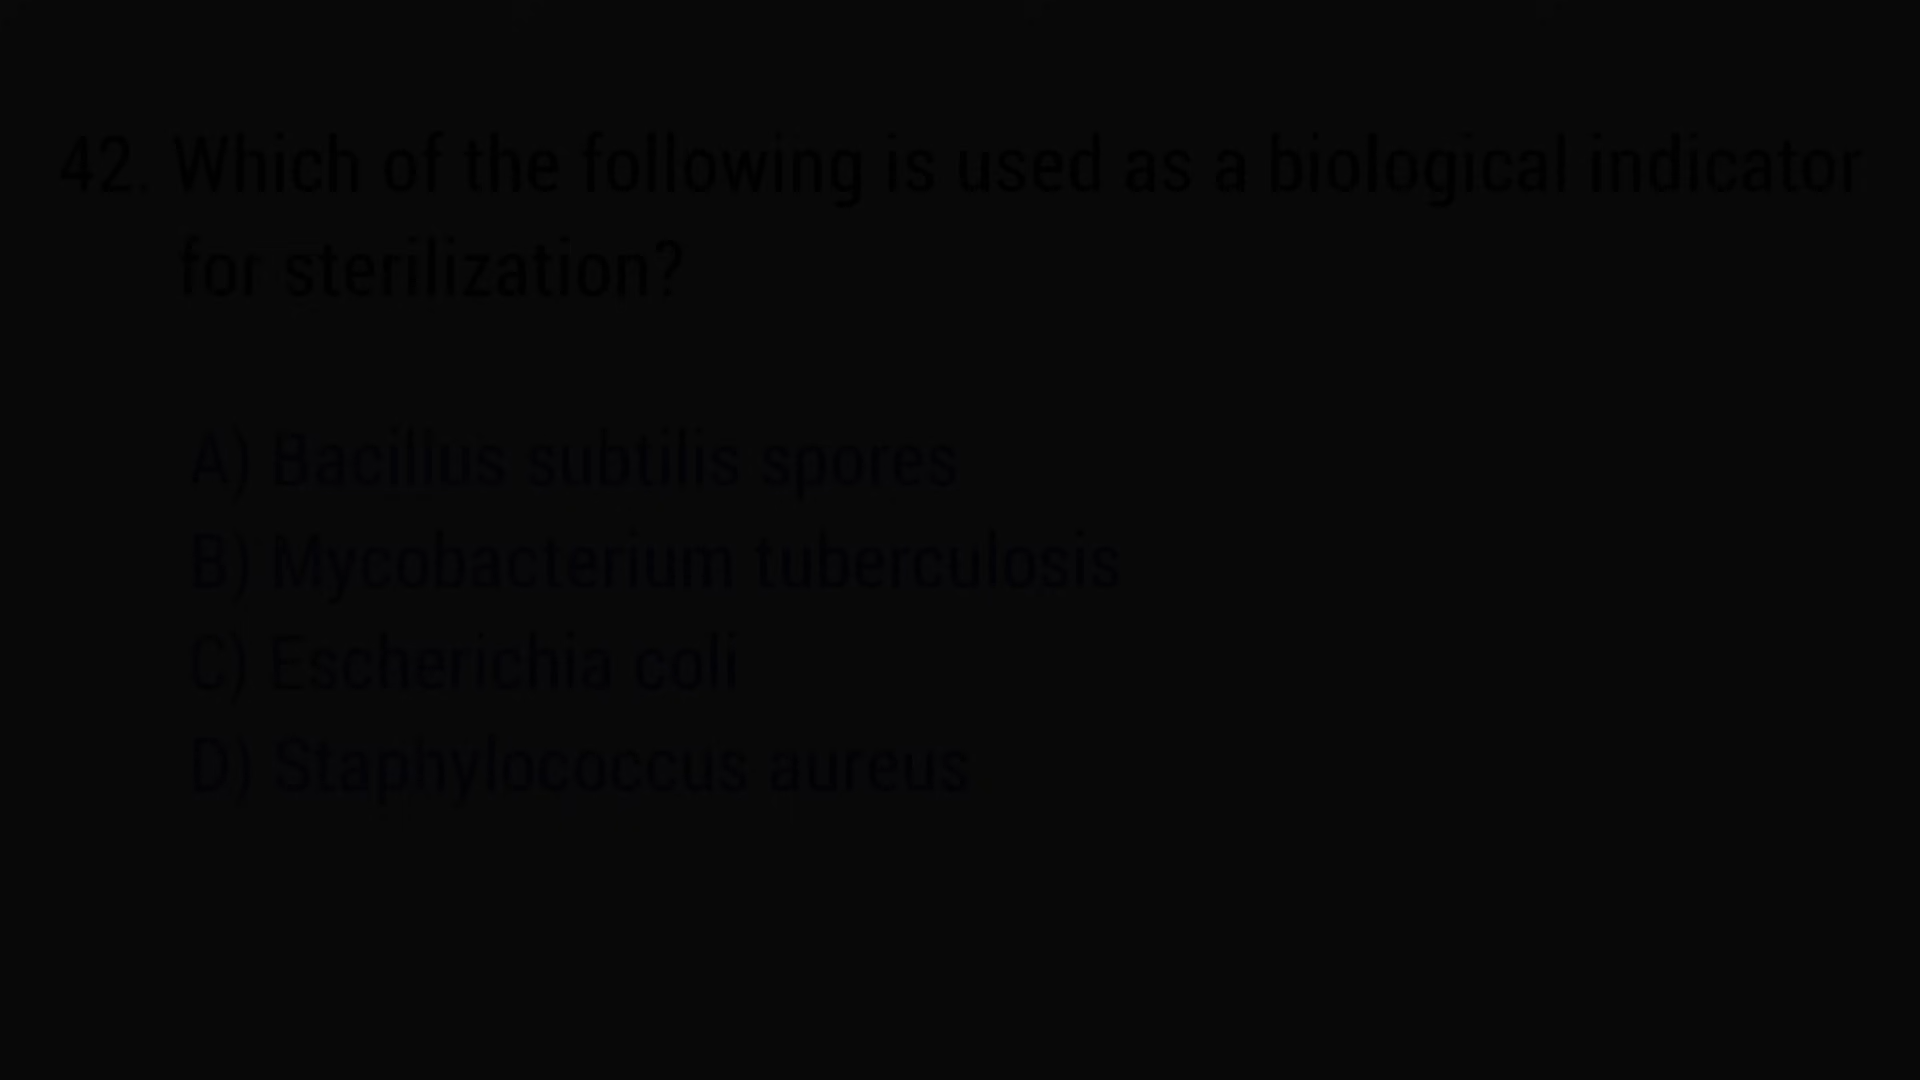 42. Which of the following is used as a biological indicator
for sterilization?
A) Bacillus subtilis spores
B) Mycobacterium tuberculosis
C) Escherichia coli
D) Staphylococcus aureus